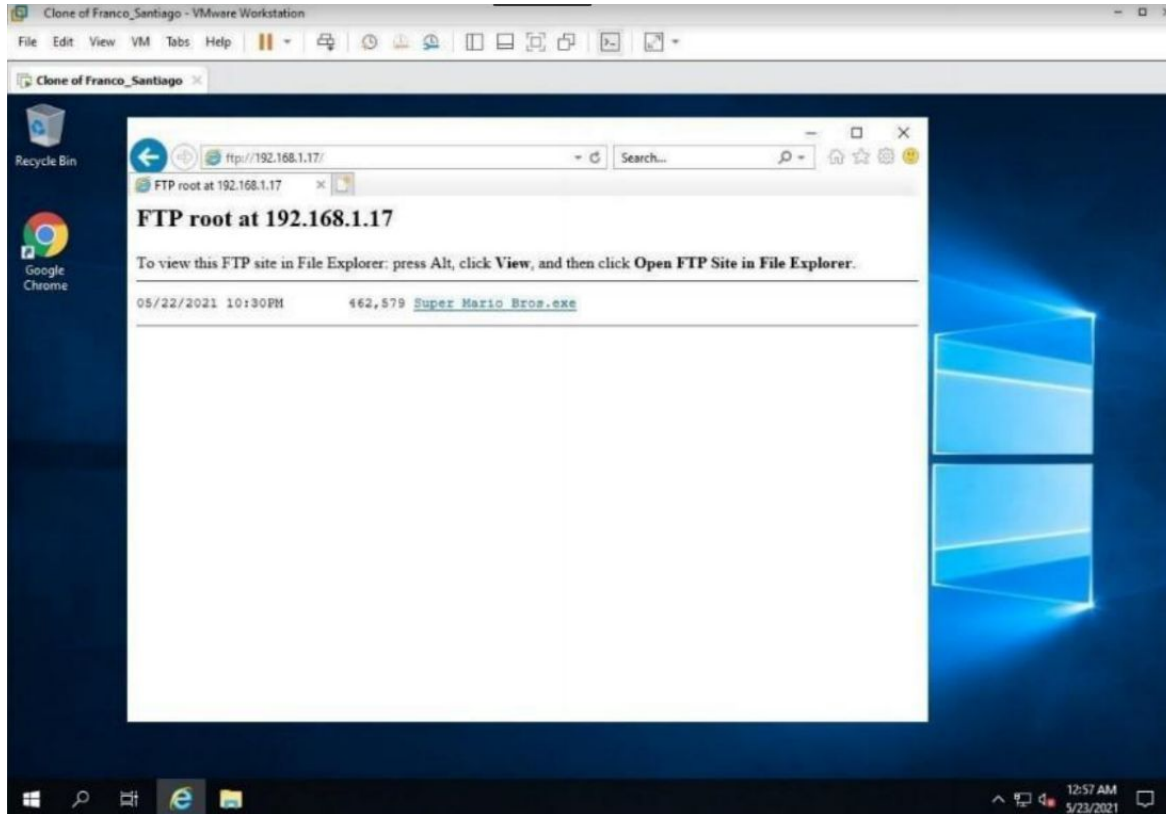 Clone of Franco_Santiago - VMware Workstation
File Edit View VM Tabs Help
Clone of Franco_Santiago
Recycle Bin
ftp://192.168.1.17/
Search...
FTP root at 192.168.1.17
Google
Chrome
FTP root at 192.168.1.17
To view this FTP site in File Explorer: press Alt, click View, and then click Open FTP Site in File Explorer.
05/22/2021 10:30PM 462,579 Super Mario Bros.exe
12:57 AM
5/23/2021